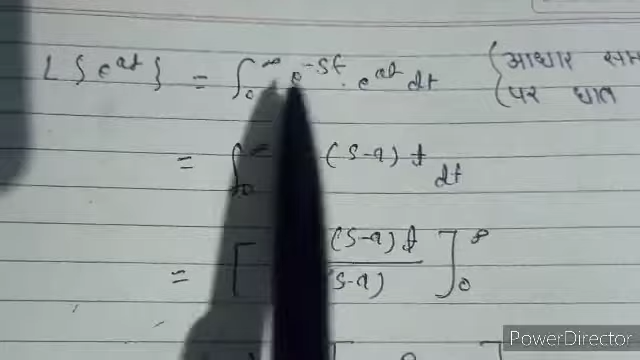 L{e^at} = ∫₀^∞ e^-st . e^at dt {आधार सम
(पर घात
= ∫₀^∞ (s-a) t dt
= [ (s-a) t
(s-a) ]₀^∞
PowerDirector